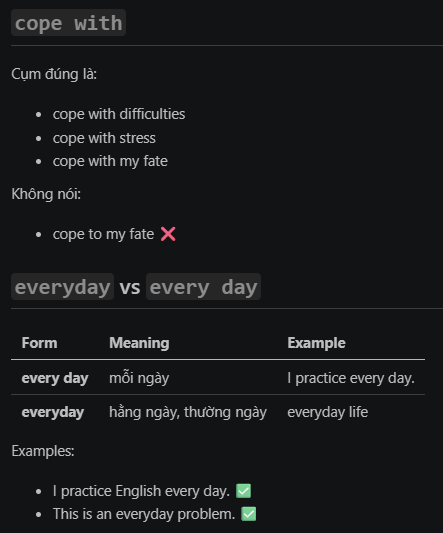 cope with
Cụm đúng là:
cope with difficulties
cope with stress
cope with my fate
Không nói:
cope to my fate ❌
everyday vs every day
Form Meaning Example
every day mỗi ngày I practice every day.
everyday hằng ngày, thường ngày everyday life
Examples:
I practice English every day. ✅
This is an everyday problem. ✅